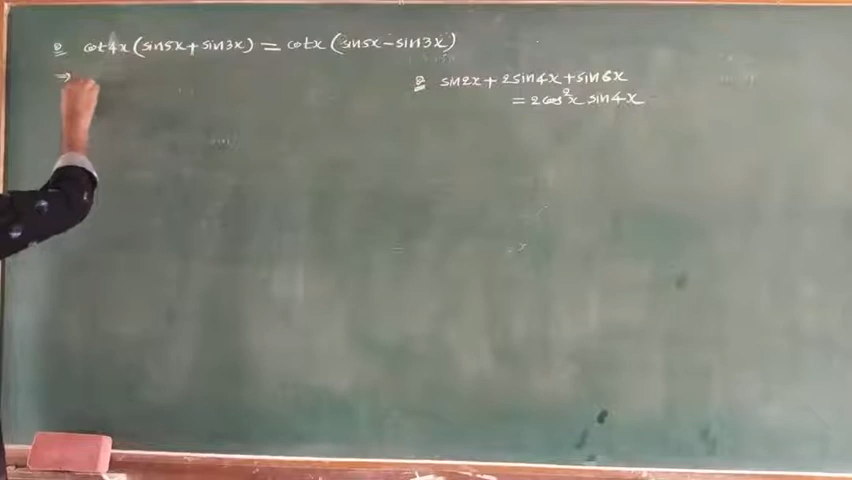 Q cot4x (sin5x + sin3x) = cotx (sin5x - sin3x)
⇒
Q sin2x + 2sin4x + sin6x
= 2cos²x sin4x